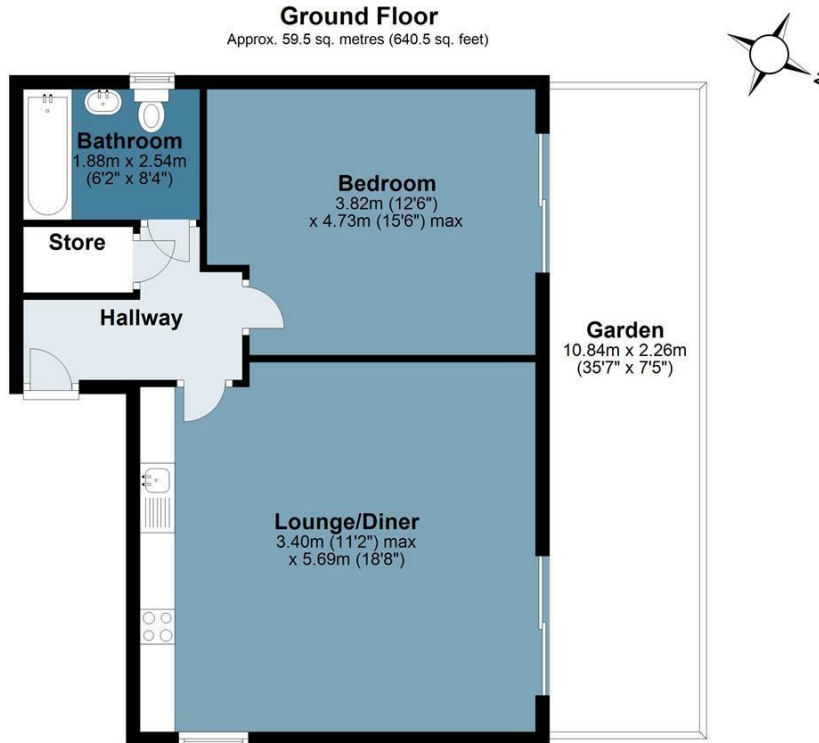 Ground Floor
Approx. 59.5 sq. metres (640.5 sq. feet)
N
Bathroom
1.88m x 2.54m
(6'2" x 8'4")
Bedroom
3.82m (12'6")
x 4.73m (15'6") max
Store
Hallway
Garden
10.84m x 2.26m
(35'7" x 7'5")
Lounge/Diner
3.40m (11'2") max
x 5.69m (18'8")